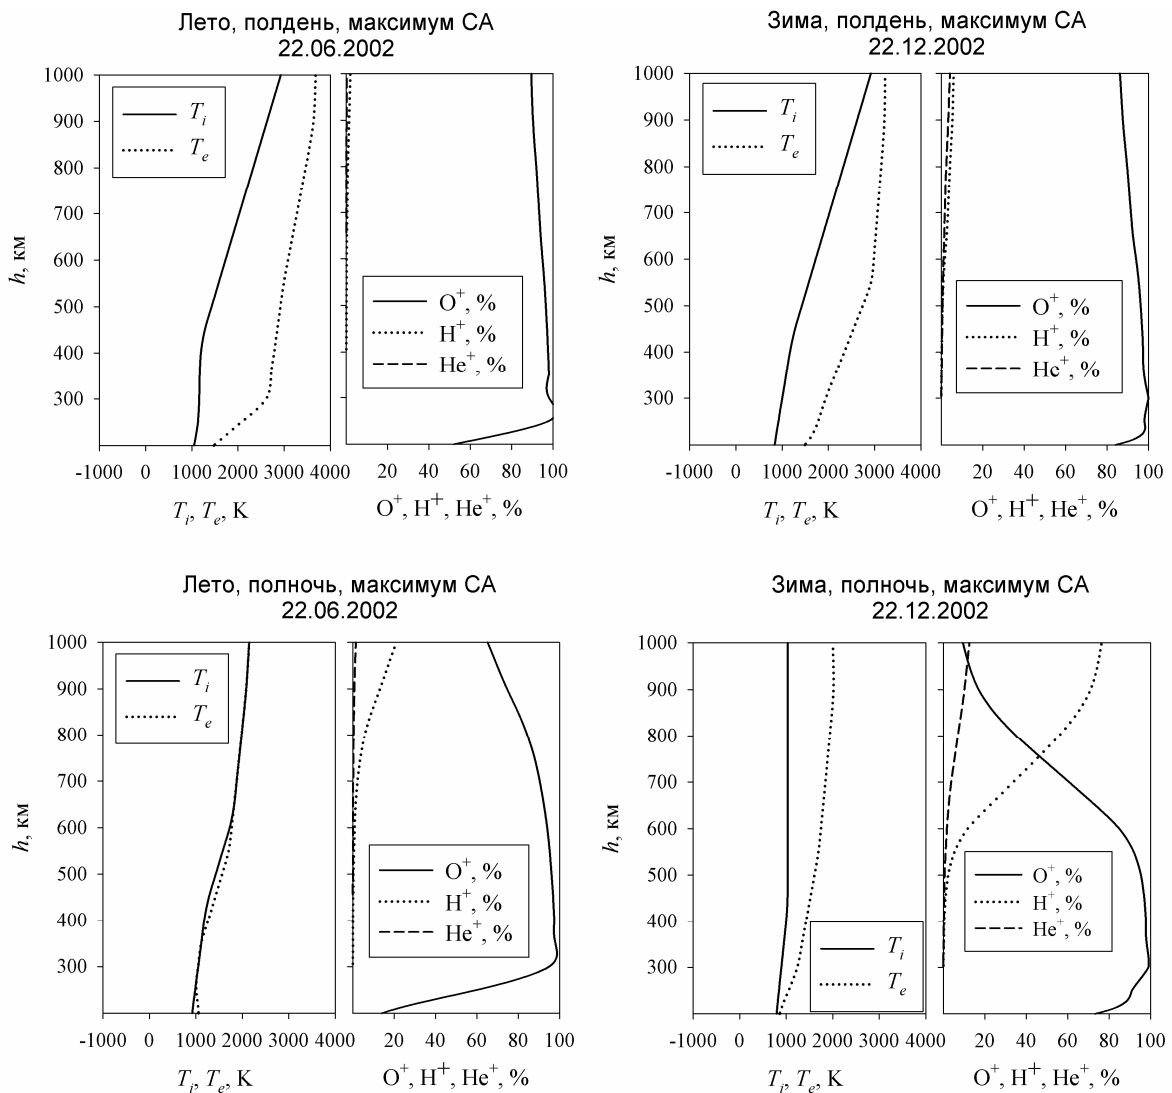 Лето, полдень, максимум СА
22.06.2002
1000
900
800
700
600
500
400
300
h, км
T_i
T_e
O⁺, %
H⁺, %
He⁺, %
-1000 0 1000 2000 3000 4000
20 40 60 80 100
T_i, T_e, K
O⁺, H⁺, He⁺, %
Зима, полдень, максимум СА
22.12.2002
1000
900
800
700
600
500
400
300
h, км
T_i
T_e
O⁺, %
H⁺, %
He⁺, %
-1000 0 1000 2000 3000 4000
20 40 60 80 100
T_i, T_e, K
O⁺, H⁺, He⁺, %
Лето, полночь, максимум СА
22.06.2002
1000
900
800
700
600
500
400
300
h, км
T_i
T_e
O⁺, %
H⁺, %
He⁺, %
-1000 0 1000 2000 3000 4000
0 20 40 60 80 100
T_i, T_e, K
O⁺, H⁺, He⁺, %
Зима, полночь, максимум СА
22.12.2002
1000
900
800
700
600
500
400
300
h, км
O⁺, %
H⁺, %
He⁺, %
T_i
T_e
-1000 0 1000 2000 3000 4000
0 20 40 60 80 100
T_i, T_e, K
O⁺, H⁺, He⁺, %